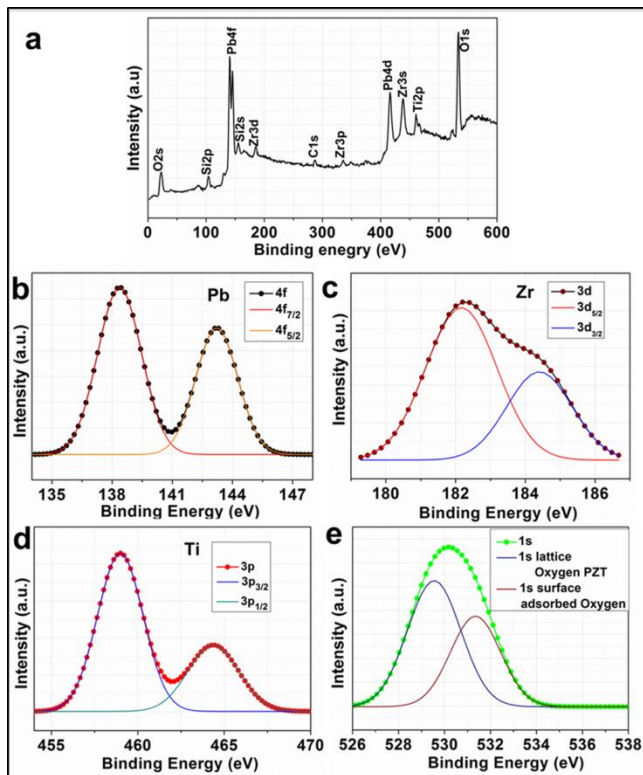 a
Intensity (a.u)
O2s
Si2p
Pb4f
Si2s
Zr3d
C1s
Zr3p
Pb4d
Zr3s
Ti2p
O1s
0 100 200 300 400 500 600
Binding enegry (eV)
b
Pb
4f
4f7/2
4f5/2
Intensity (a.u.)
135 138 141 144 147
Binding Energy (eV)
c
Zr
3d
3d5/2
3d3/2
Intensity (a.u.)
180 182 184 186
Binding Energy (eV)
d
Ti
3p
3p3/2
3p1/2
Intensity (a.u.)
455 460 465 470
Binding Energy (eV)
e
1s
1s lattice
Oxygen PZT
1s surface
adsorbed Oxygen
Intensity (a.u.)
526 528 530 532 534 536 538
Binding Energy (eV)